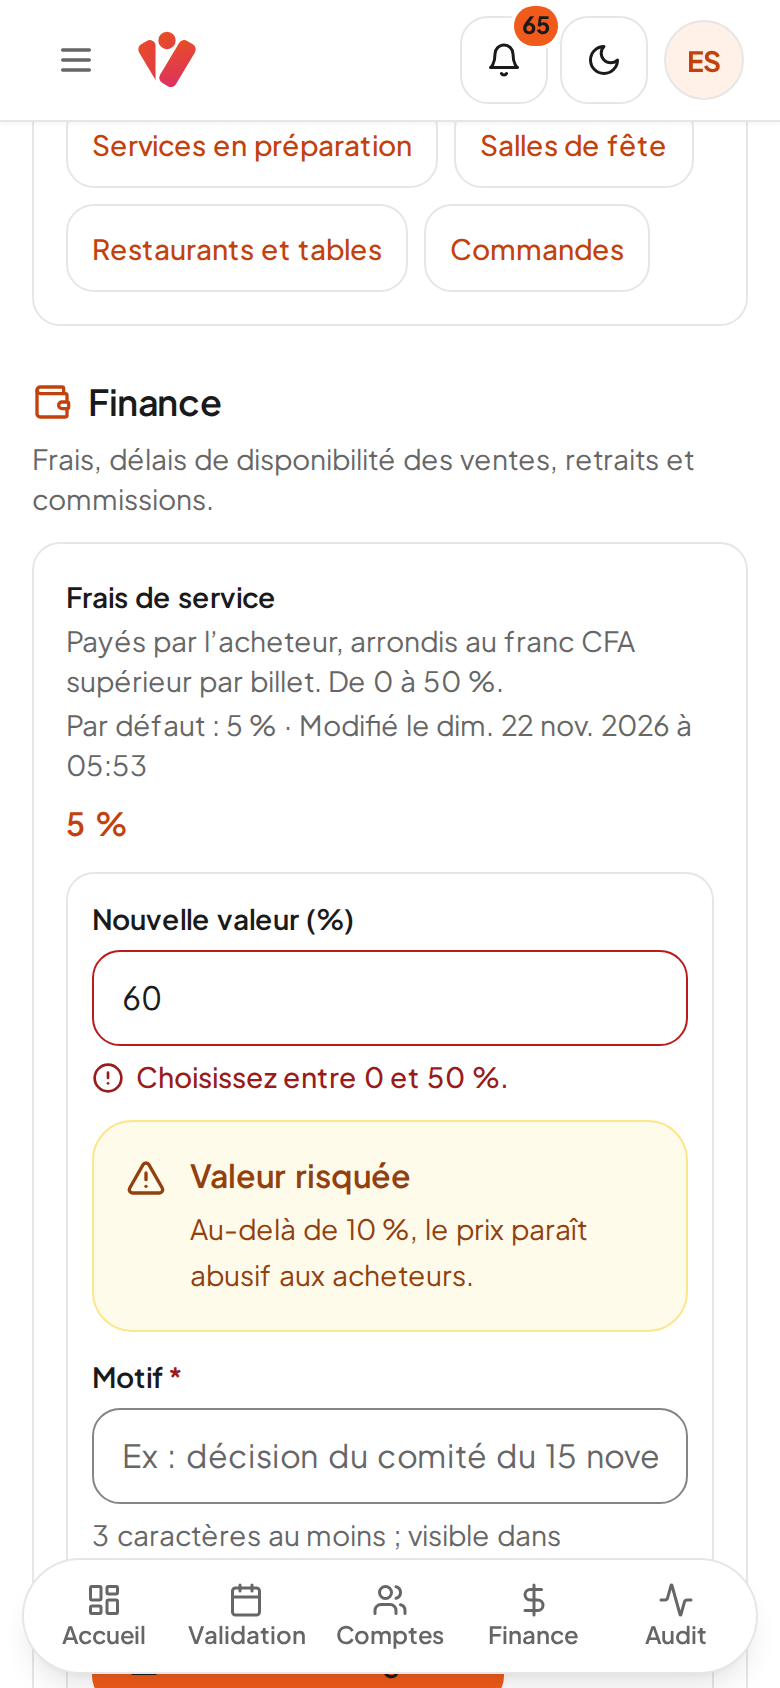 65
ES
Services en préparation
Salles de fête
Restaurants et tables
Commandes
Finance
Frais, délais de disponibilité des ventes, retraits et
commissions.
Frais de service
Payés par l’acheteur, arrondis au franc CFA
supérieur par billet. De 0 à 50 %.
Par défaut : 5 % · Modifié le dim. 22 nov. 2026 à
05:53
5 %
Nouvelle valeur (%)
60
Choisissez entre 0 et 50 %.
Valeur risquée
Au-delà de 10 %, le prix paraît
abusif aux acheteurs.
Motif *
Ex : décision du comité du 15 nove
3 caractères au moins ; visible dans
Accueil
Validation
Comptes
Finance
Audit